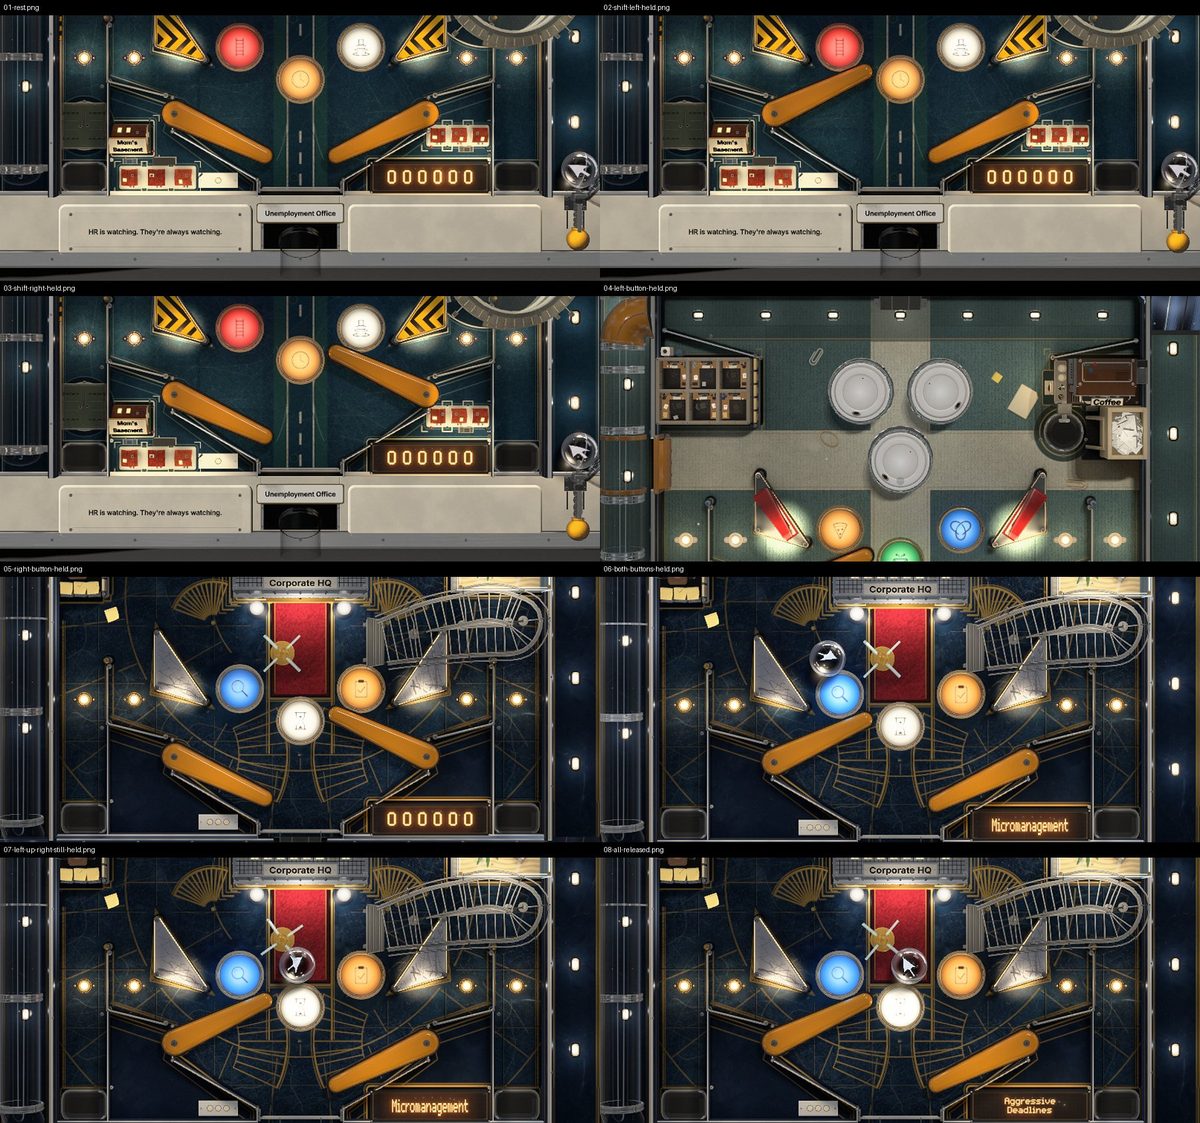 01-rest.png
Mom's
Basement
000000
Unemployment Office
HR is watching. They're always watching.
02-shift-left-held.png
Mom's
Basement
000000
Unemployment Office
HR is watching. They're always watching.
03-shift-right-held.png
Mom's
Basement
000000
Unemployment Office
HR is watching. They're always watching.
04-left-button-held.png
Coffee
05-right-button-held.png
Corporate HQ
000000
06-both-buttons-held.png
Corporate HQ
Micromanagement
07-left-up-right-still-held.png
Corporate HQ
Micromanagement
08-all-released.png
Corporate HQ
Aggressive
Deadlines